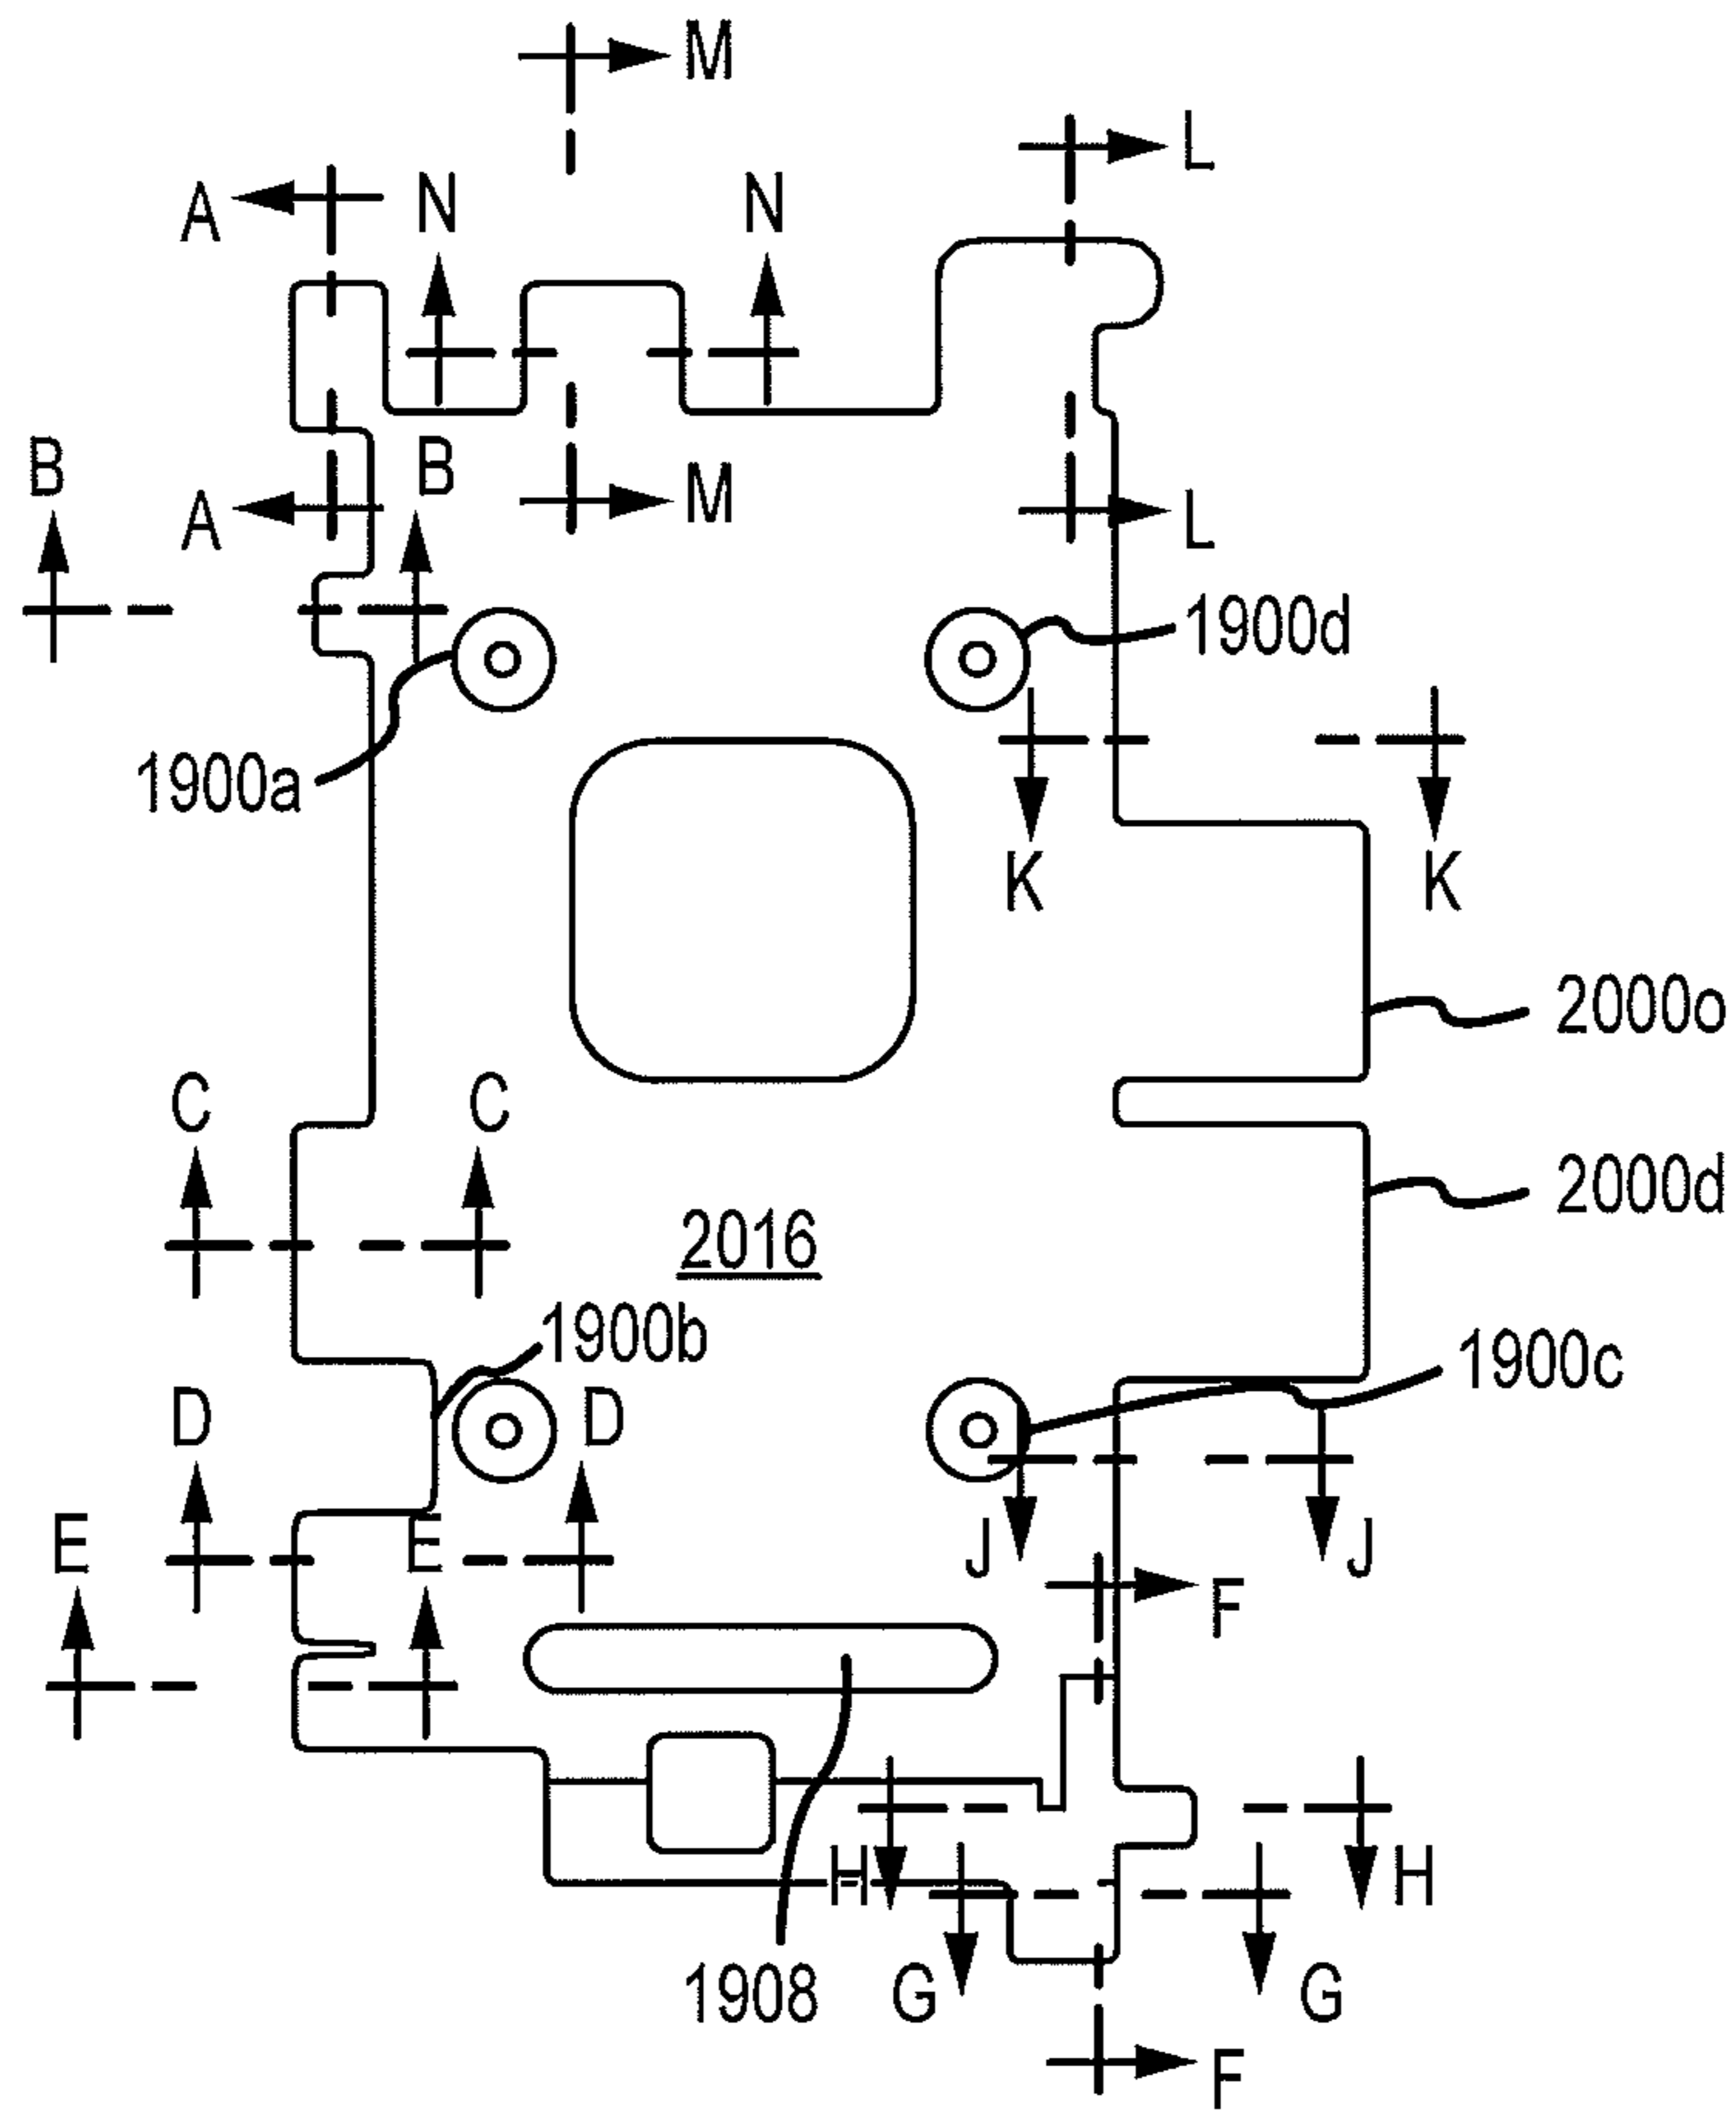 M
L
A N N
B B
A M L
1900d
1900a
K K
2000o
C C
2000d
2016
1900b
1900c
D D
E E
J J
F
H H
1908 G G
F